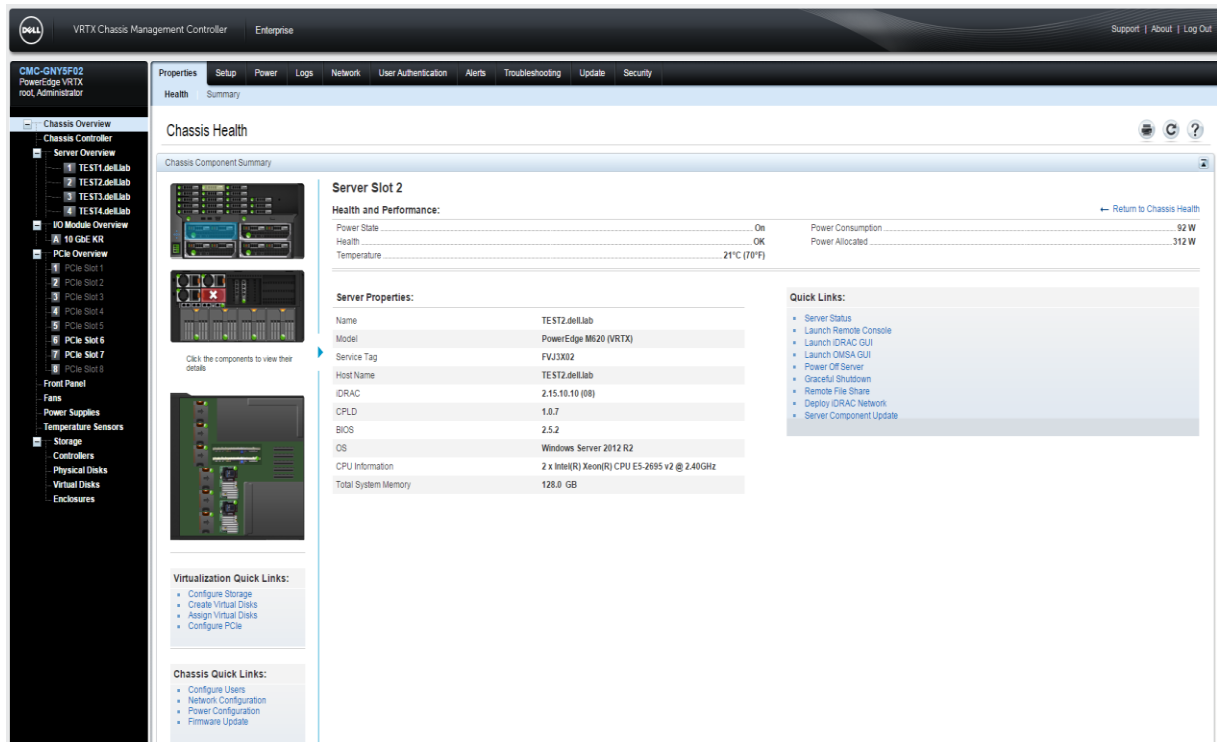 DELL VRTX Chassis Management Controller Enterprise Support | About | Log Out
CMC-GNY5F02
PowerEdge VRTX
root, Administrator
Properties Setup Power Logs Network User Authentication Alerts Troubleshooting Update Security
Health Summary
Chassis Overview
Chassis Controller
Server Overview
1 TEST1.dell.lab
2 TEST2.dell.lab
3 TEST3.dell.lab
4 TEST4.dell.lab
I/O Module Overview
A 10 GbE KR
PCIe Overview
1 PCIe Slot 1
2 PCIe Slot 2
3 PCIe Slot 3
4 PCIe Slot 4
5 PCIe Slot 5
6 PCIe Slot 6
7 PCIe Slot 7
8 PCIe Slot 8
Front Panel
Fans
Power Supplies
Temperature Sensors
Storage
Controllers
Physical Disks
Virtual Disks
Enclosures
Chassis Health
?
Chassis Component Summary
Click the components to view their
details
Virtualization Quick Links:
Configure Storage
Create Virtual Disks
Assign Virtual Disks
Configure PCIe
Chassis Quick Links:
Configure Users
Network Configuration
Power Configuration
Firmware Update
Server Slot 2
Health and Performance: ← Return to Chassis Health
Power State On Power Consumption 92 W
Health OK Power Allocated 312 W
Temperature 21°C (70°F)
Server Properties:
Name TEST2.dell.lab
Model PowerEdge M620 (VRTX)
Service Tag FVJ3X02
Host Name TEST2.dell.lab
iDRAC 2.15.10.10 (08)
CPLD 1.0.7
BIOS 2.5.2
OS Windows Server 2012 R2
CPU Information 2 x Intel(R) Xeon(R) CPU E5-2695 v2 @ 2.40GHz
Total System Memory 128.0 GB
Quick Links:
Server Status
Launch Remote Console
Launch iDRAC GUI
Launch OMSA GUI
Power Off Server
Graceful Shutdown
Remote File Share
Deploy iDRAC Network
Server Component Update